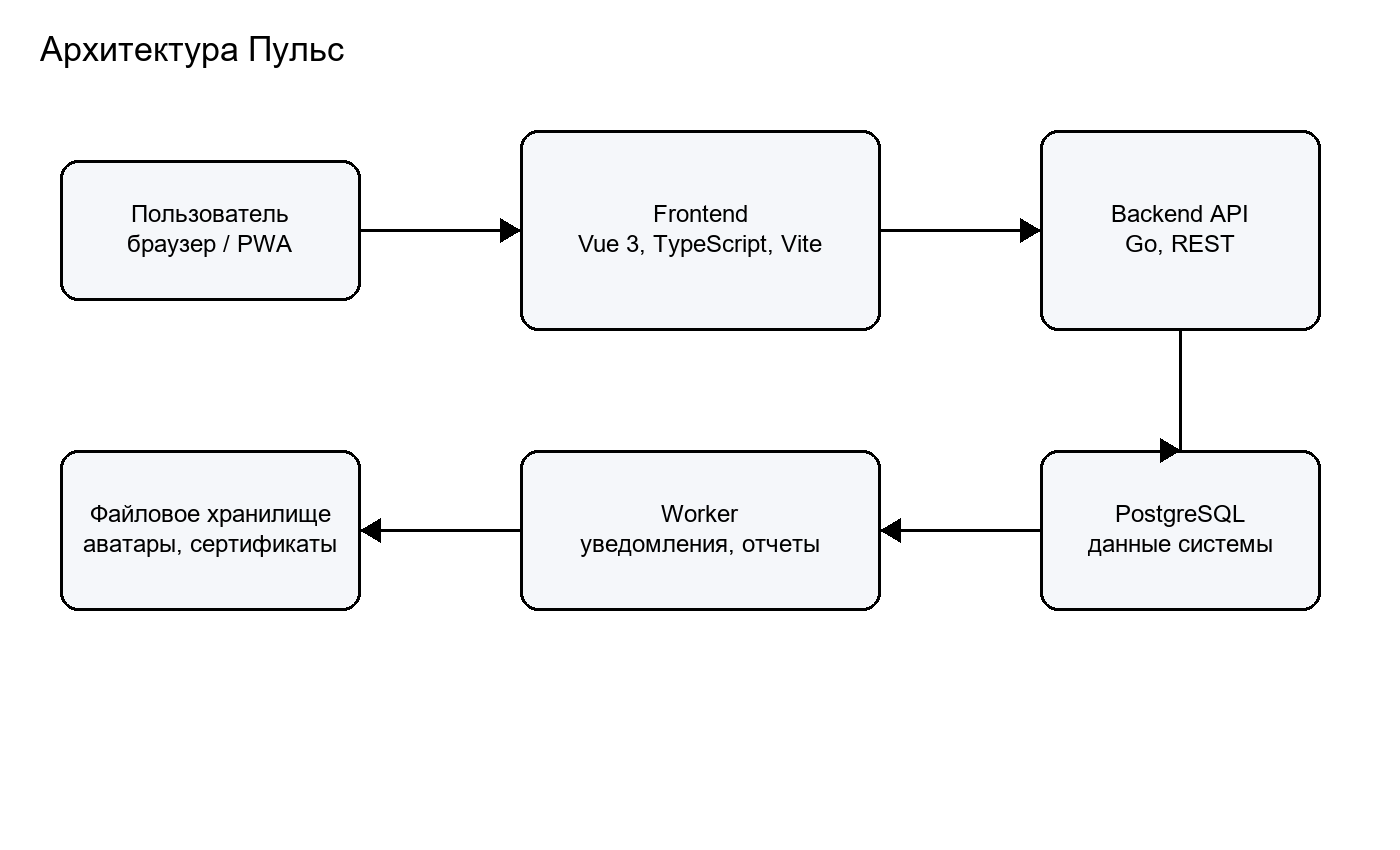 Архитектура Пульс
Пользователь
браузер / PWA
Frontend
Vue 3, TypeScript, Vite
Backend API
Go, REST
Файловое хранилище
аватары, сертификаты
Worker
уведомления, отчеты
PostgreSQL
данные системы